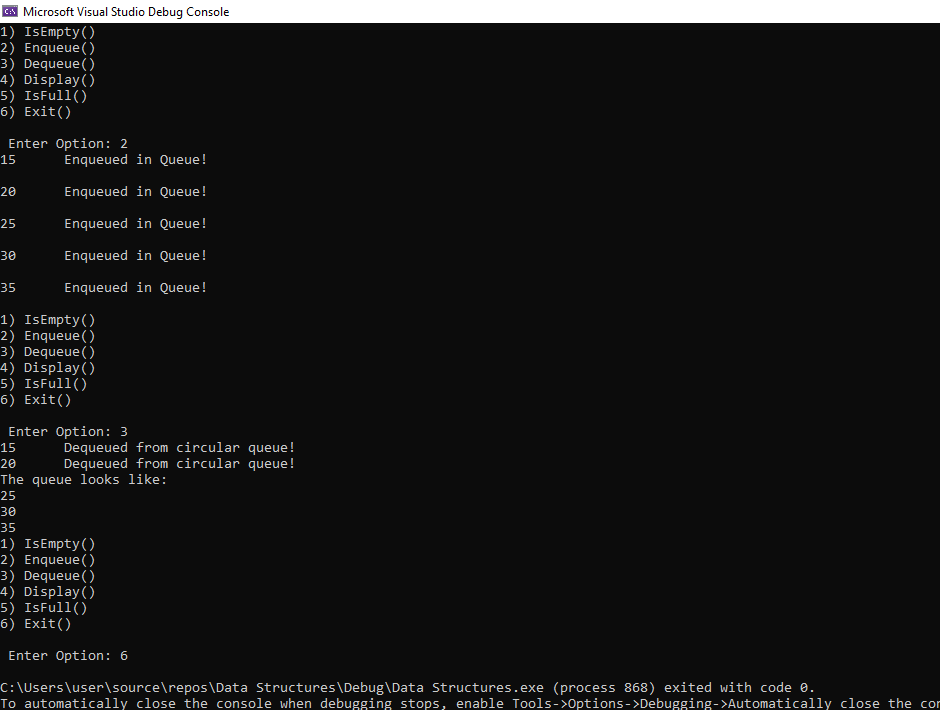 Microsoft Visual Studio Debug Console
1) IsEmpty()
2) Enqueue()
3) Dequeue()
4) Display()
5) IsFull()
6) Exit()
Enter Option: 2
15 Enqueued in Queue!
20 Enqueued in Queue!
25 Enqueued in Queue!
30 Enqueued in Queue!
35 Enqueued in Queue!
1) IsEmpty()
2) Enqueue()
3) Dequeue()
4) Display()
5) IsFull()
6) Exit()
Enter Option: 3
15 Dequeued from circular queue!
20 Dequeued from circular queue!
The queue looks like:
25
30
35
1) IsEmpty()
2) Enqueue()
3) Dequeue()
4) Display()
5) IsFull()
6) Exit()
Enter Option: 6
C:\Users\user\source\repos\Data Structures\Debug\Data Structures.exe (process 868) exited with code 0.
To automatically close the console when debugging stops, enable Tools->Options->Debugging->Automatically close the con